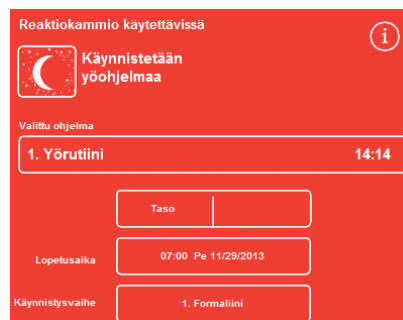 Reaktiokammio käytettävissä
i
Käynnistetään
yöohjelmaa
Valittu ohjelma
1. Yörutiini 14:14
Taso
Lopetusaika 07:00 Pe 11/29/2013
Käynnistysvaihe 1. Formaliini